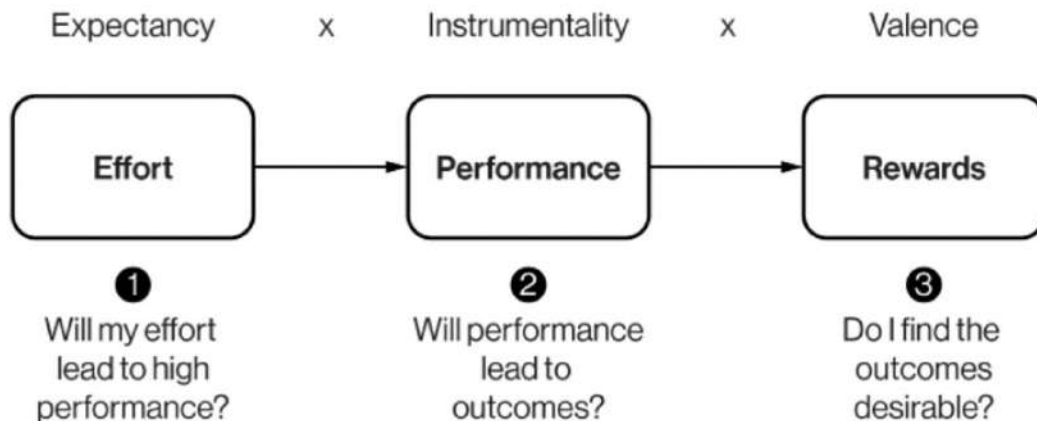 Expectancy x Instrumentality x Valence
Effort
Performance
Rewards
1
Will my effort
lead to high
performance?
2
Will performance
lead to
outcomes?
3
Do I find the
outcomes
desirable?